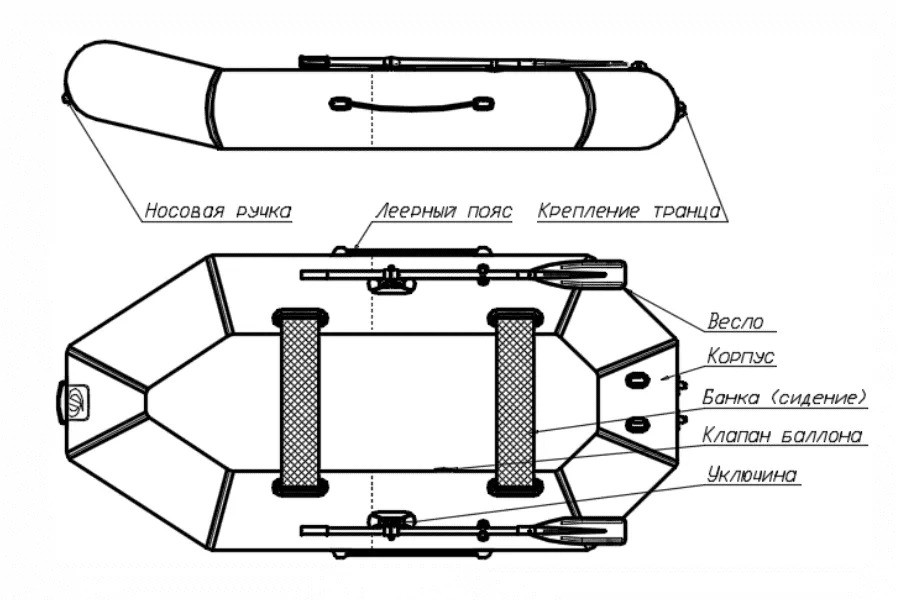 Носовая ручка
Леерный пояс
Крепление транца
Весло
Корпус
Банка (сидение)
Клапан баллона
Уключина